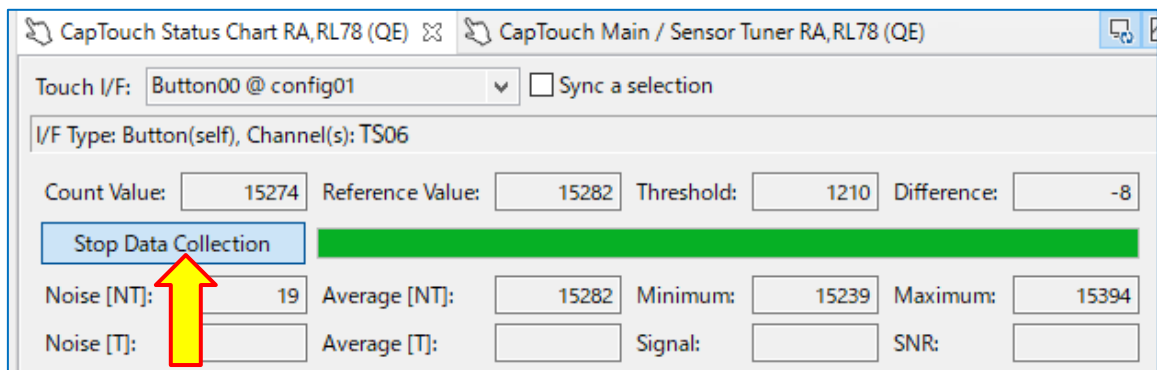 CapTouch Status Chart RA,RL78 (QE) CapTouch Main / Sensor Tuner RA,RL78 (QE)
Touch I/F: Button00 @ config01 Sync a selection
I/F Type: Button(self), Channel(s): TS06
Count Value: 15274 Reference Value: 15282 Threshold: 1210 Difference: -8
Stop Data Collection
Noise [NT]: 19 Average [NT]: 15282 Minimum: 15239 Maximum: 15394
Noise [T]: Average [T]: Signal: SNR: